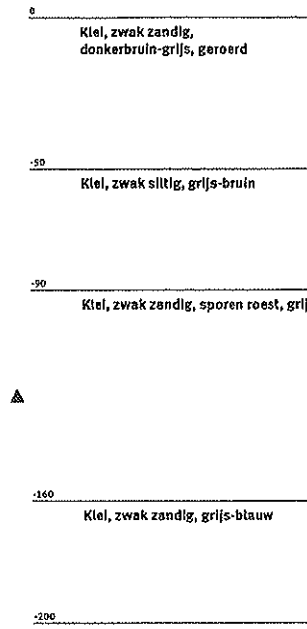 0
Klei, zwak zandig,
donkerbruin-grijs, geroerd
-50
Klei, zwak siltig, grijs-bruin
-90
Klei, zwak zandig, sporen roest, grij
-160
Klei, zwak zandig, grijs-blauw
-200